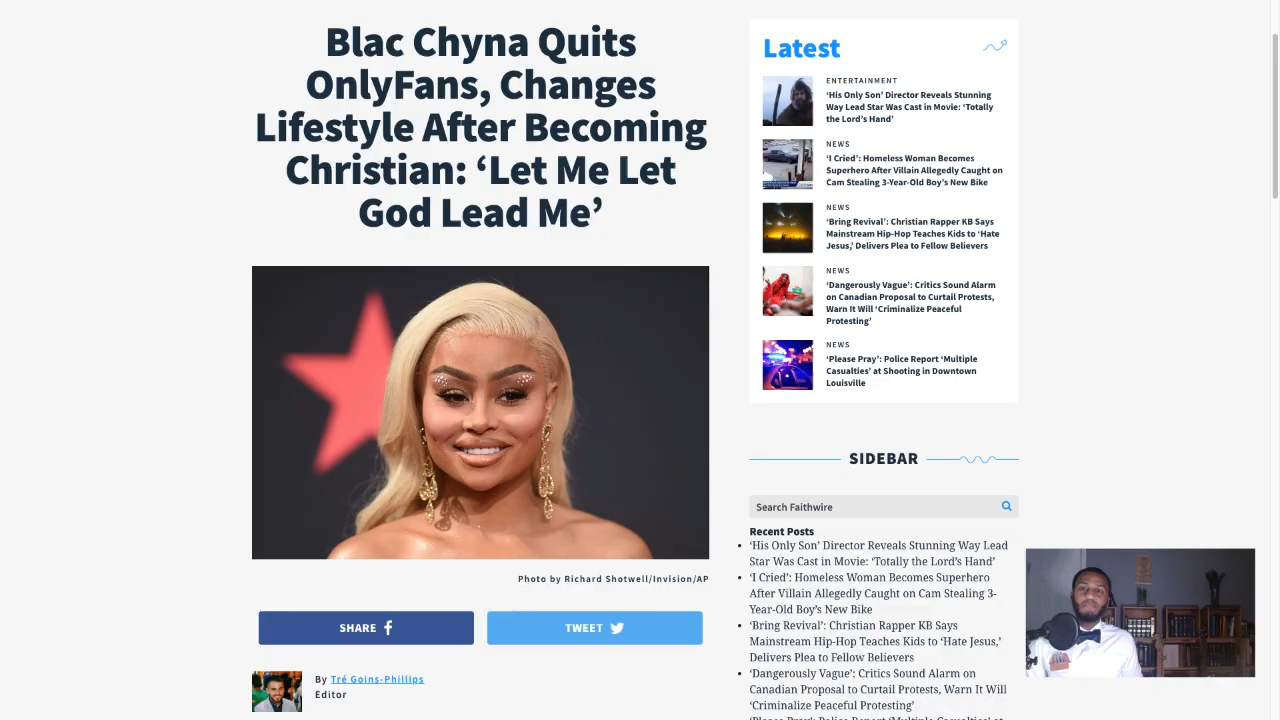 Blac Chyna Quits
OnlyFans, Changes
Lifestyle After Becoming
Christian: ‘Let Me Let
God Lead Me’
Photo by Richard Shotwell/Invision/AP
SHARE
TWEET
By Tré Goins-Phillips
Editor
Latest
ENTERTAINMENT
‘His Only Son’ Director Reveals Stunning
Way Lead Star Was Cast in Movie: ‘Totally
the Lord’s Hand’
NEWS
‘I Cried’: Homeless Woman Becomes
Superhero After Villain Allegedly Caught on
Cam Stealing 3-Year-Old Boy’s New Bike
NEWS
‘Bring Revival’: Christian Rapper KB Says
Mainstream Hip-Hop Teaches Kids to ‘Hate
Jesus,’ Delivers Plea to Fellow Believers
NEWS
‘Dangerously Vague’: Critics Sound Alarm
on Canadian Proposal to Curtail Protests,
Warn It Will ‘Criminalize Peaceful
Protesting’
NEWS
‘Please Pray’: Police Report ‘Multiple
Casualties’ at Shooting in Downtown
Louisville
SIDEBAR
Search Faithwire
Recent Posts
‘His Only Son’ Director Reveals Stunning Way Lead
Star Was Cast in Movie: ‘Totally the Lord’s Hand’
‘I Cried’: Homeless Woman Becomes Superhero
After Villain Allegedly Caught on Cam Stealing 3-
Year-Old Boy’s New Bike
‘Bring Revival’: Christian Rapper KB Says
Mainstream Hip-Hop Teaches Kids to ‘Hate Jesus,’
Delivers Plea to Fellow Believers
‘Dangerously Vague’: Critics Sound Alarm on
Canadian Proposal to Curtail Protests, Warn It Will
‘Criminalize Peaceful Protesting’